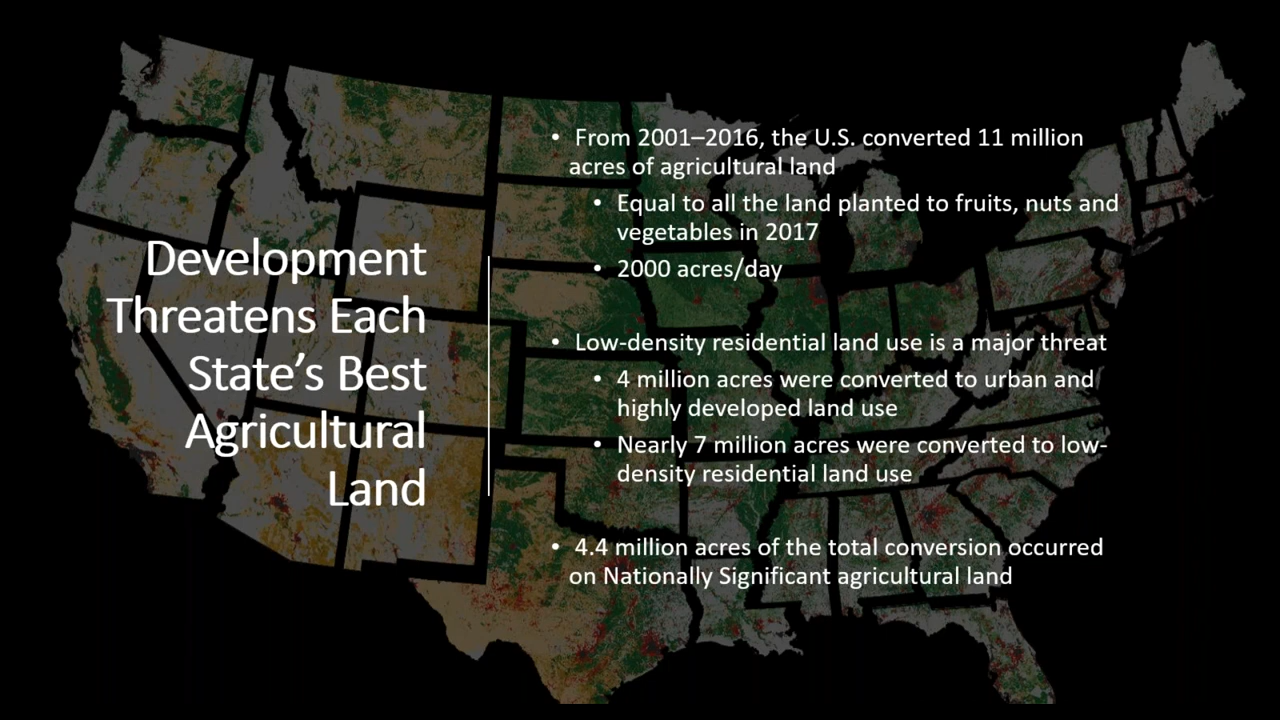 Development
Threatens Each
State’s Best
Agricultural
Land
• From 2001–2016, the U.S. converted 11 million
acres of agricultural land
• Equal to all the land planted to fruits, nuts and
vegetables in 2017
• 2000 acres/day
• Low-density residential land use is a major threat
• 4 million acres were converted to urban and
highly developed land use
• Nearly 7 million acres were converted to low-
density residential land use
• 4.4 million acres of the total conversion occurred
on Nationally Significant agricultural land